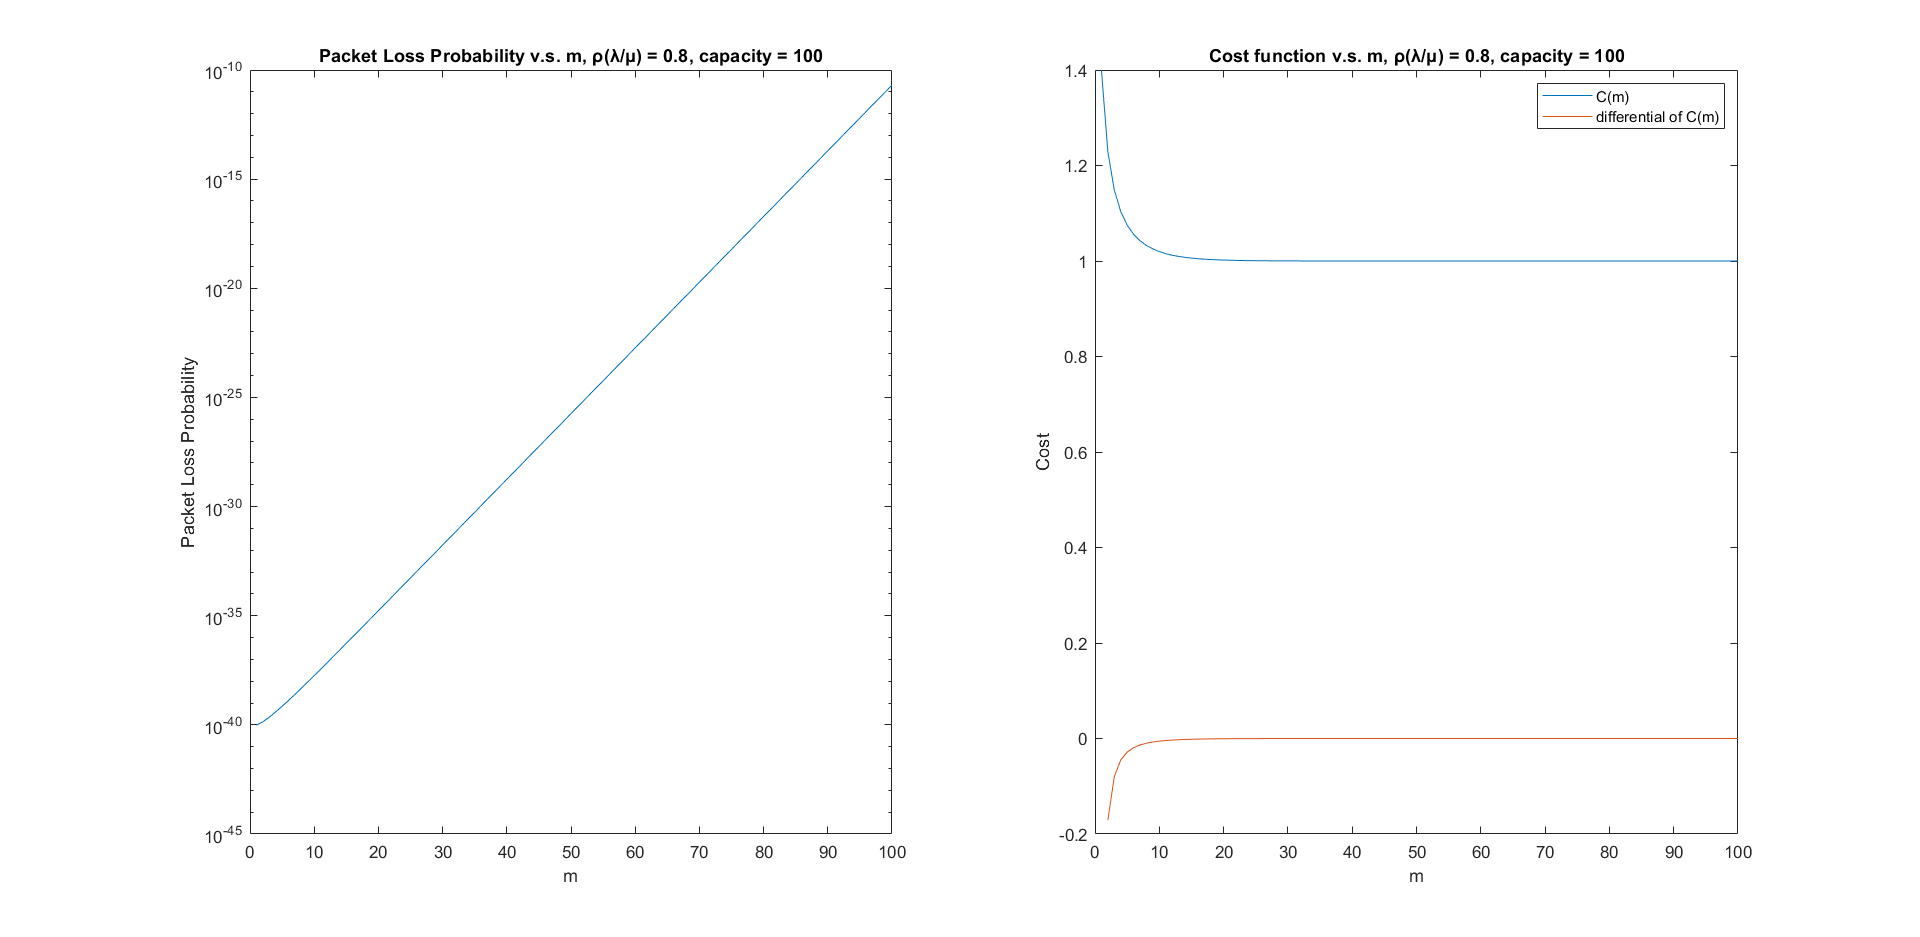 Packet Loss Probability v.s. m, ρ(λ/μ) = 0.8, capacity = 100
10^-10
10^-15
10^-20
10^-25
10^-30
10^-35
10^-40
10^-45
Packet Loss Probability
0 10 20 30 40 50 60 70 80 90 100
m
Cost function v.s. m, ρ(λ/μ) = 0.8, capacity = 100
C(m)
differential of C(m)
1.4
1.2
1
0.8
0.6
0.4
0.2
0
-0.2
Cost
0 10 20 30 40 50 60 70 80 90 100
m